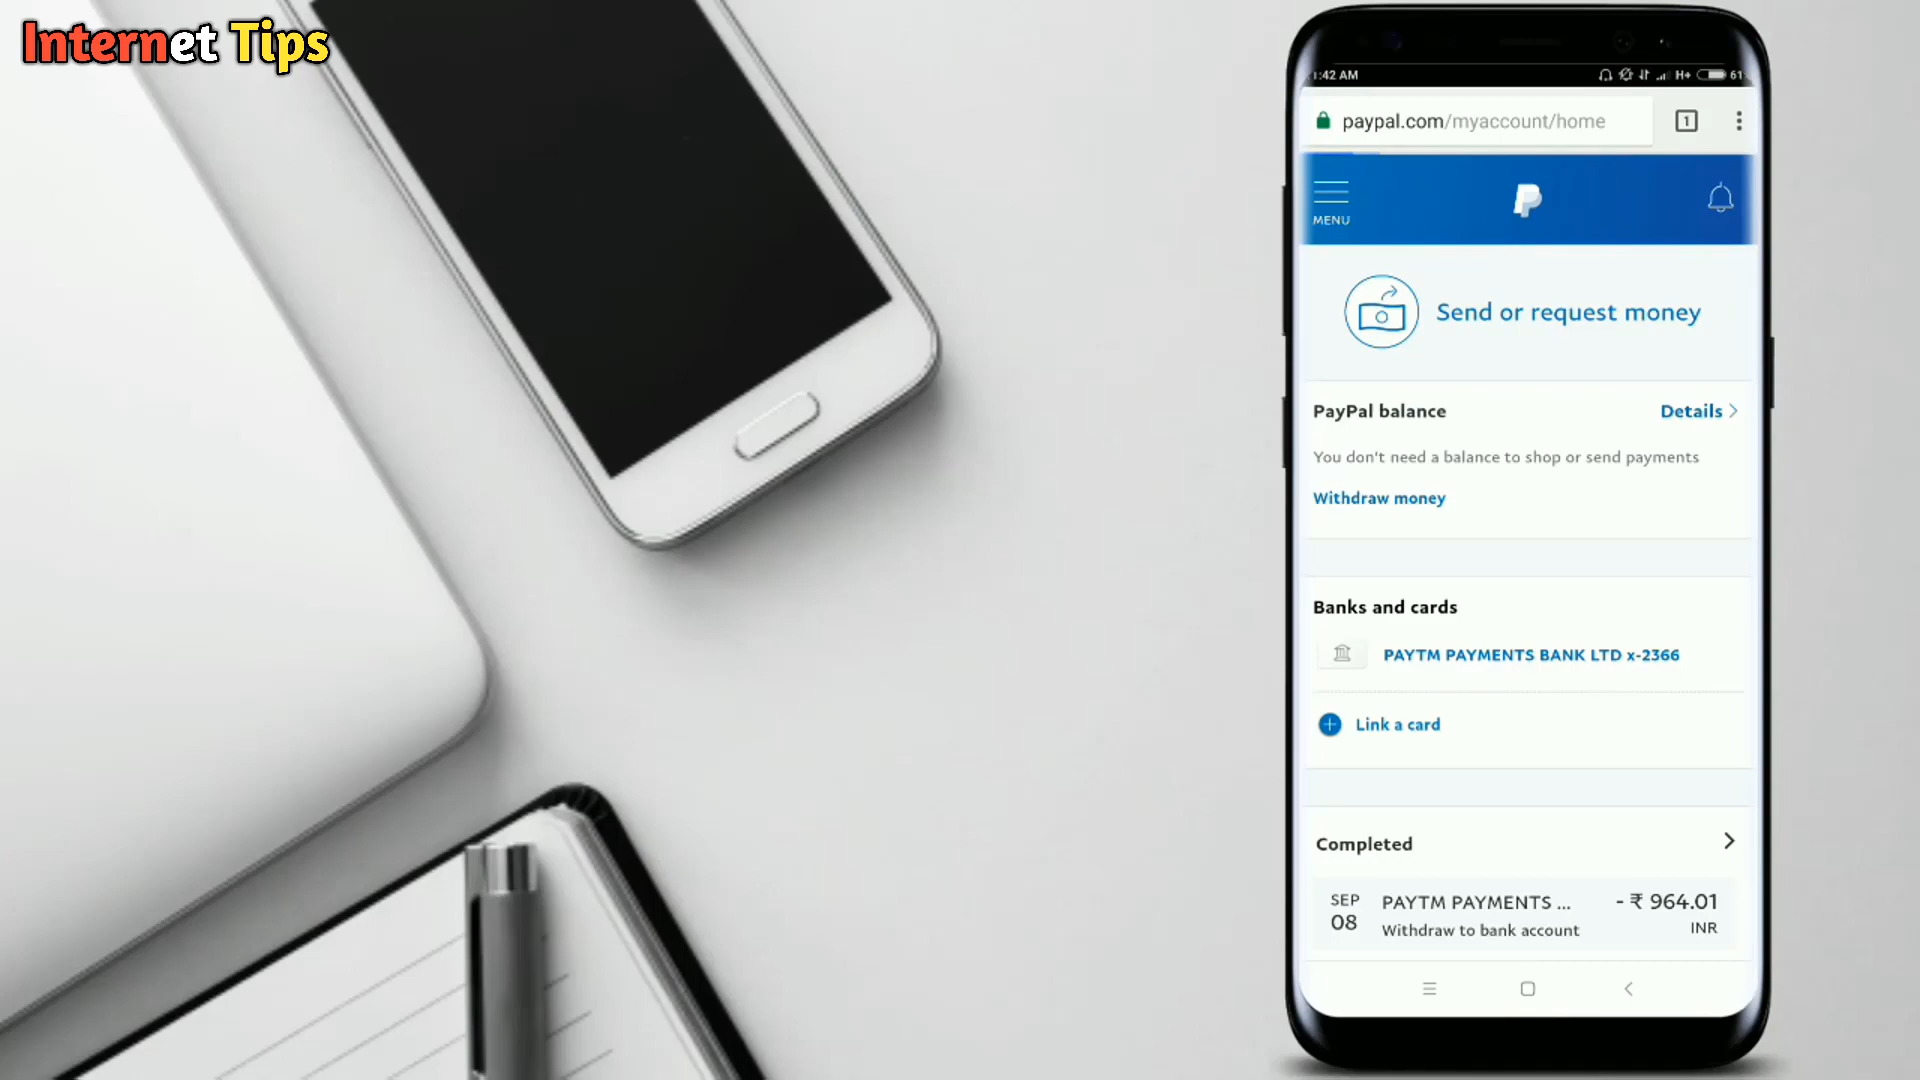 Internet Tips
1:42 AM
H+
61
paypal.com/myaccount/home
1
MENU
Send or request money
PayPal balance
Details
You don't need a balance to shop or send payments
Withdraw money
Banks and cards
PAYTM PAYMENTS BANK LTD x-2366
Link a card
Completed
SEP
08
PAYTM PAYMENTS ...
- ₹ 964.01
Withdraw to bank account
INR